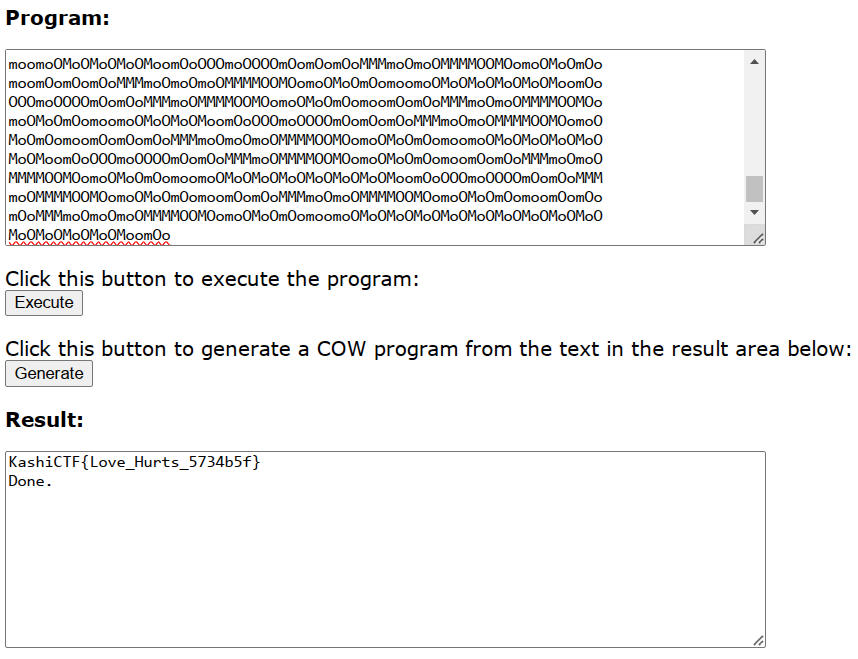 Program:
moomoOMoOMoOMoOMoomOoOOOmoOOOOmOomOomOoMMMmoOmoOMMMMOOMOomoOMoOmOo
moomOomOomOoMMMmoOmoOmoOMMMMOOMOomoOMoOmOomoomoOMoOMoOMoOMoOMoomOo
OOOmoOOOOmOomOoMMMmoOMMMMOOMOomoOMoOmOomoomOomOoMMMmoOmoOMMMMOOMOo
moOMoOmOomoomoOMoOMoOMoomOoOOOmoOOOOmOomOomOoMMMmoOmoOMMMMOOMOomoO
MoOmOomoomOomOomOoMMMmoOmoOmoOMMMMOOMOomoOMoOmOomoomoOMoOMoOMoOMoO
MoOMoomOoOOOmoOOOOmOomOoMMMmoOMMMMOOMOomoOMoOmOomoomOomOoMMMmoOmoO
MMMMOOMOomoOMoOmOomoomoOMoOMoOMoOMoOMoOMoOMoomOoOOOmoOOOOmOomOoMMM
moOMMMMOOMOomoOMoOmOomoomOomOoMMMmoOmoOMMMMOOMOomoOMoOmOomoomOomOo
mOoMMMmoOmoOmoOMMMMOOMOomoOMoOmOomoomoOMoOMoOMoOMoOMoOMoOMoOMoOMoO
MoOMoOMoOMoOMoomOo
Click this button to execute the program:
Execute
Click this button to generate a COW program from the text in the result area below:
Generate
Result:
KashiCTF{Love_Hurts_5734b5f}
Done.